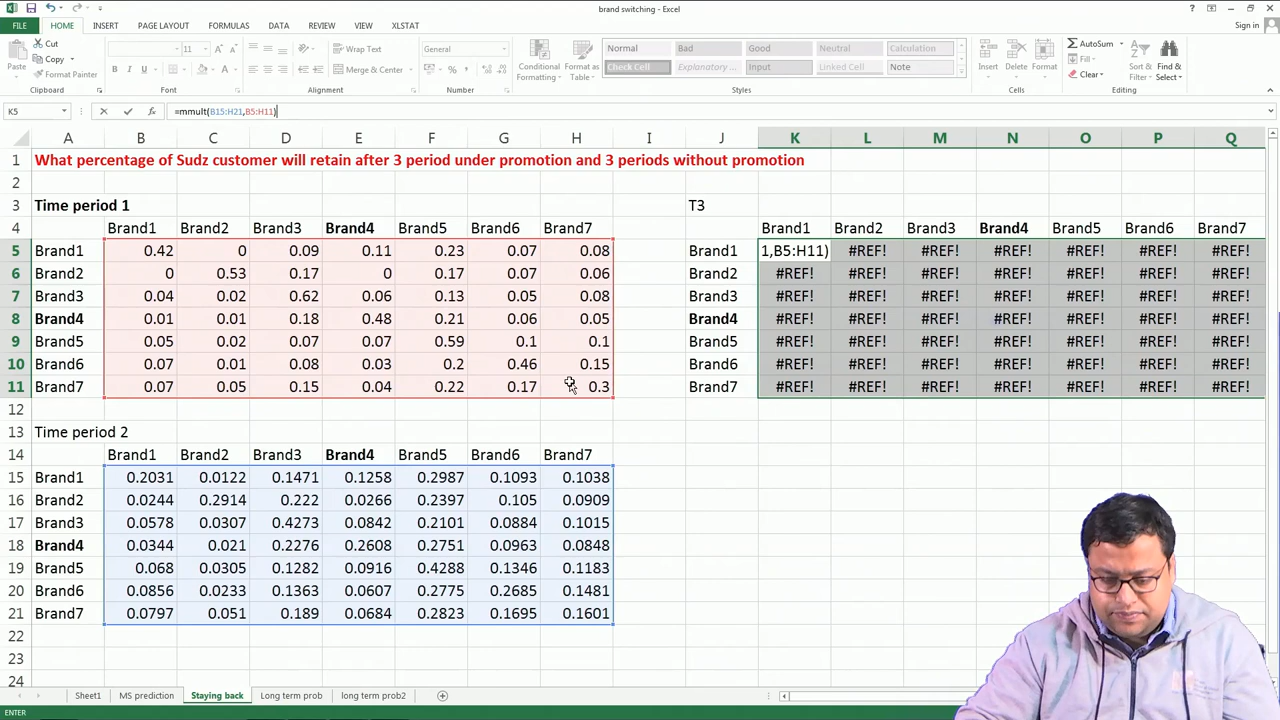 brand switching - Excel
FILE HOME INSERT PAGE LAYOUT FORMULAS DATA REVIEW VIEW XLSTAT Sign in
Cut
Copy
Format Painter
Paste
Clipboard
11
Font
Wrap Text
Merge & Center
Alignment
General
Number
Conditional Formatting
Format as Table
Normal Bad Good Neutral Calculation
Check Cell Explanatory ... Input Linked Cell Note
Styles
Insert Delete Format
Cells
AutoSum
Clear
Sort & Filter
Find & Select
Editing
K5 =mmult(B15:H21,B5:H11)
A B C D E F G H I J K L M N O P Q
1 What percentage of Sudz customer will retain after 3 period under promotion and 3 periods without promotion
2
3 Time period 1 T3
4 Brand1 Brand2 Brand3 Brand4 Brand5 Brand6 Brand7 Brand1 Brand2 Brand3 Brand4 Brand5 Brand6 Brand7
5 Brand1 0.42 0 0.09 0.11 0.23 0.07 0.08 Brand1 1,B5:H11) #REF! #REF! #REF! #REF! #REF! #REF!
6 Brand2 0 0.53 0.17 0 0.17 0.07 0.06 Brand2 #REF! #REF! #REF! #REF! #REF! #REF! #REF!
7 Brand3 0.04 0.02 0.62 0.06 0.13 0.05 0.08 Brand3 #REF! #REF! #REF! #REF! #REF! #REF! #REF!
8 Brand4 0.01 0.01 0.18 0.48 0.21 0.06 0.05 Brand4 #REF! #REF! #REF! #REF! #REF! #REF! #REF!
9 Brand5 0.05 0.02 0.07 0.07 0.59 0.1 0.1 Brand5 #REF! #REF! #REF! #REF! #REF! #REF! #REF!
10 Brand6 0.07 0.01 0.08 0.03 0.2 0.46 0.15 Brand6 #REF! #REF! #REF! #REF! #REF! #REF! #REF!
11 Brand7 0.07 0.05 0.15 0.04 0.22 0.17 0.3 Brand7 #REF! #REF! #REF! #REF! #REF! #REF! #REF!
12
13 Time period 2
14 Brand1 Brand2 Brand3 Brand4 Brand5 Brand6 Brand7
15 Brand1 0.2031 0.0122 0.1471 0.1258 0.2987 0.1093 0.1038
16 Brand2 0.0244 0.2914 0.222 0.0266 0.2397 0.105 0.0909
17 Brand3 0.0578 0.0307 0.4273 0.0842 0.2101 0.0884 0.1015
18 Brand4 0.0344 0.021 0.2276 0.2608 0.2751 0.0963 0.0848
19 Brand5 0.068 0.0305 0.1282 0.0916 0.4288 0.1346 0.1183
20 Brand6 0.0856 0.0233 0.1363 0.0607 0.2775 0.2685 0.1481
21 Brand7 0.0797 0.051 0.189 0.0684 0.2823 0.1695 0.1601
22
23
24
Sheet1 MS prediction Staying back Long term prob long term prob2
ENTER